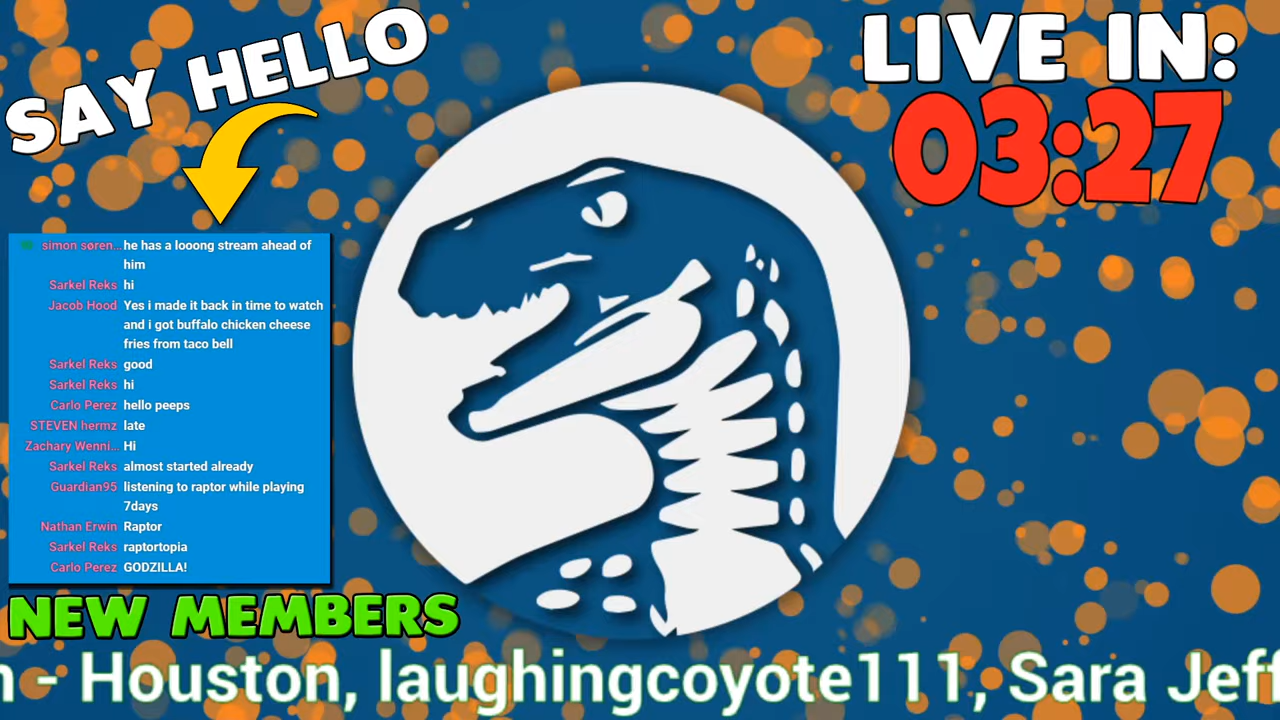 SAY HELLO
LIVE IN:
03:27
simon søren... he has a looong stream ahead of
him
Sarkel Reks hi
Jacob Hood Yes i made it back in time to watch
and i got buffalo chicken cheese
fries from taco bell
Sarkel Reks good
Sarkel Reks hi
Carlo Perez hello peeps
STEVEN hermz late
Zachary Wenni... Hi
Sarkel Reks almost started already
Guardian95 listening to raptor while playing
7days
Nathan Erwin Raptor
Sarkel Reks raptortopia
Carlo Perez GODZILLA!
NEW MEMBERS
- Houston, laughingcoyote111, Sara Jeff